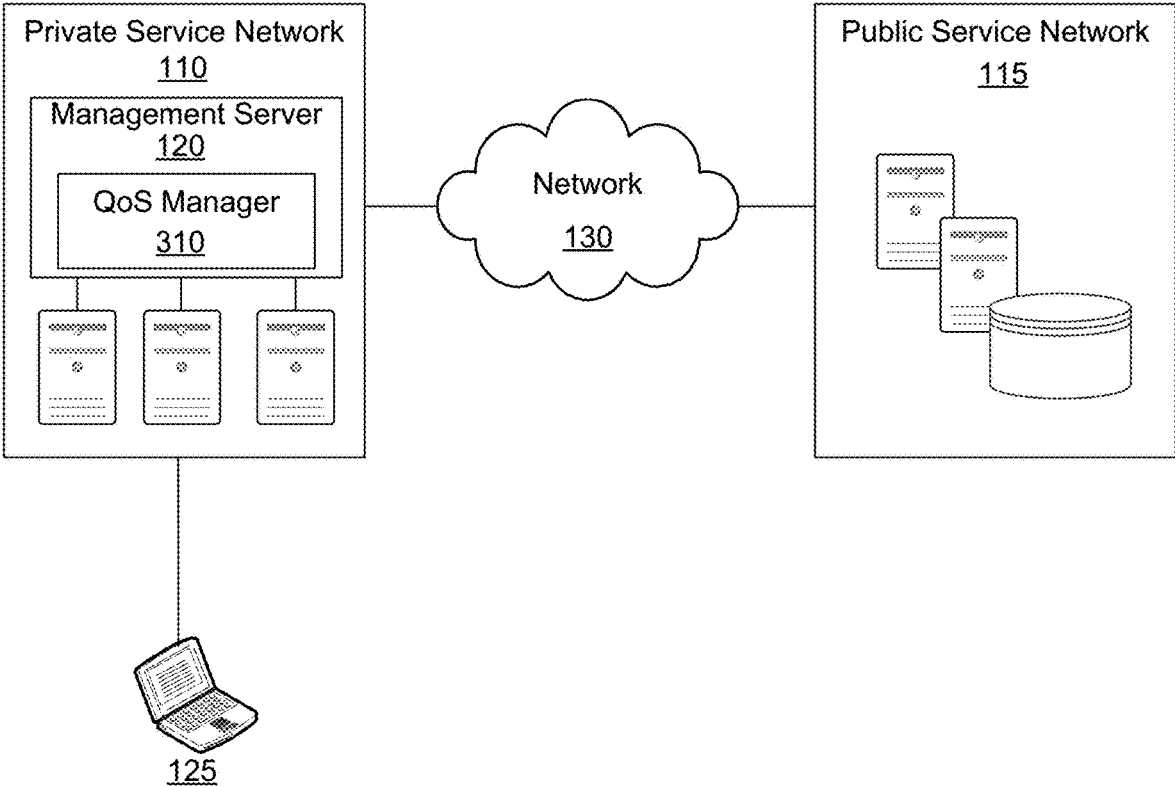 Private Service Network
110
Management Server
120
QoS Manager
310
Network
130
Public Service Network
115
125